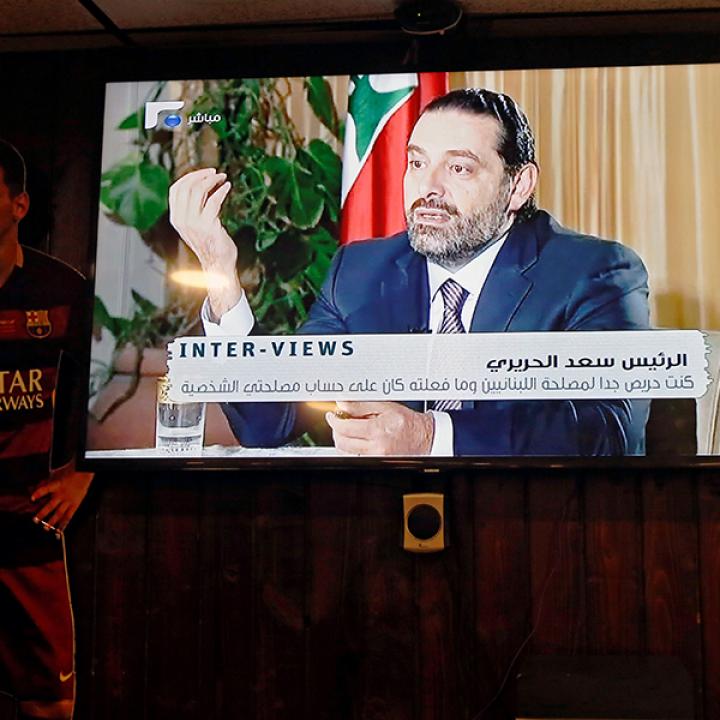 مباشر
INTER-VIEWS
الرئيس سعد الحريري
كنت حريص جدا لمصلحة اللبنانيين وما فعلته كان على حساب مصلحتي الشخصية
TAR
RWAYS